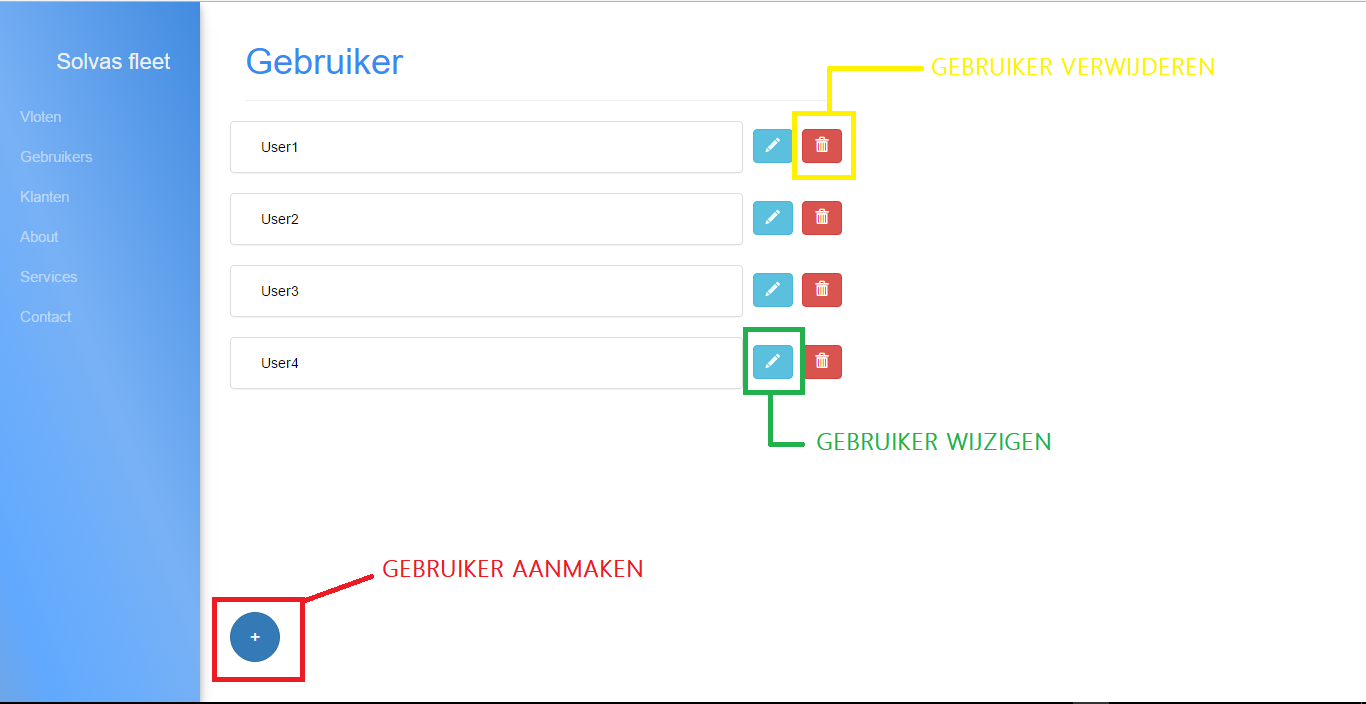 Solvas fleet
Vloten
Gebruikers
Klanten
About
Services
Contact
Gebruiker
GEBRUIKER VERWIJDEREN
User1
User2
User3
User4
GEBRUIKER WIJZIGEN
GEBRUIKER AANMAKEN
+